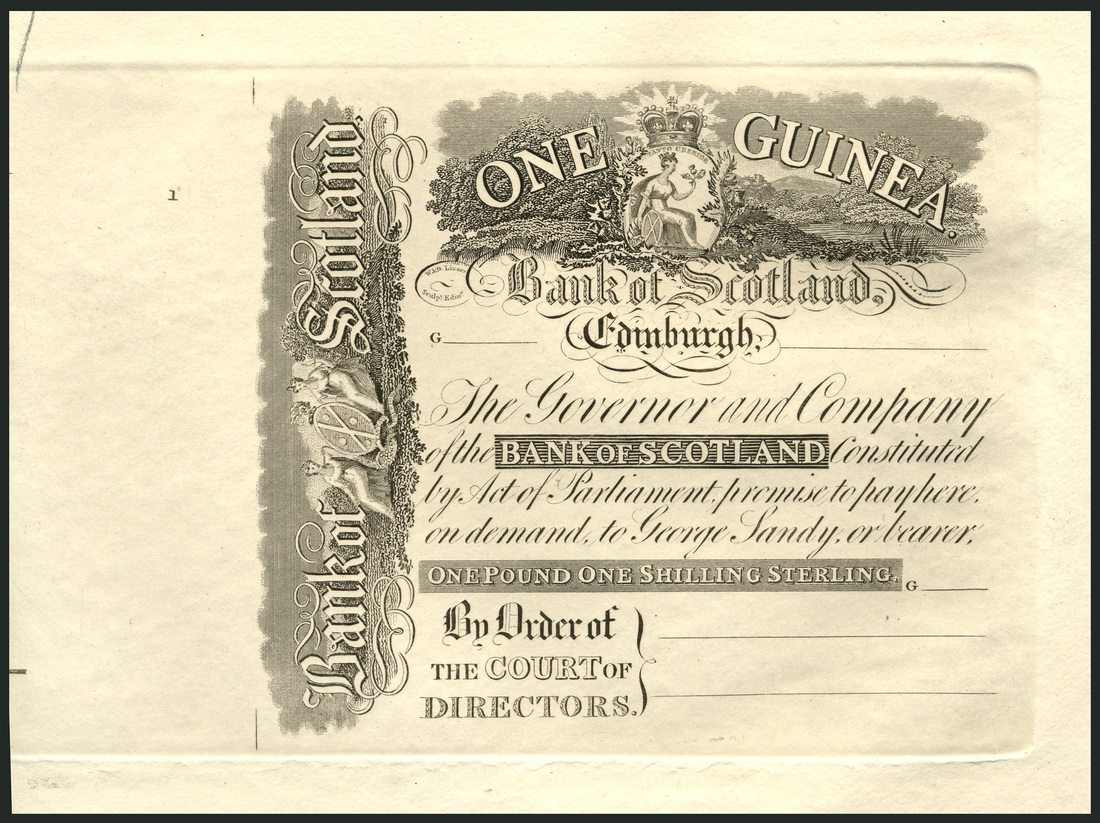 1
Bank of Scotland,
ONE GUINEA.
Bank of Scotland,
G
Edinburgh,
The Governor and Company
of the BANK OF SCOTLAND Constituted
by Act of Parliament, promise to pay here,
on demand, to George Sandy, or bearer,
ONE POUND ONE SHILLING STERLING.
G
By Order of
THE COURT OF
DIRECTORS.